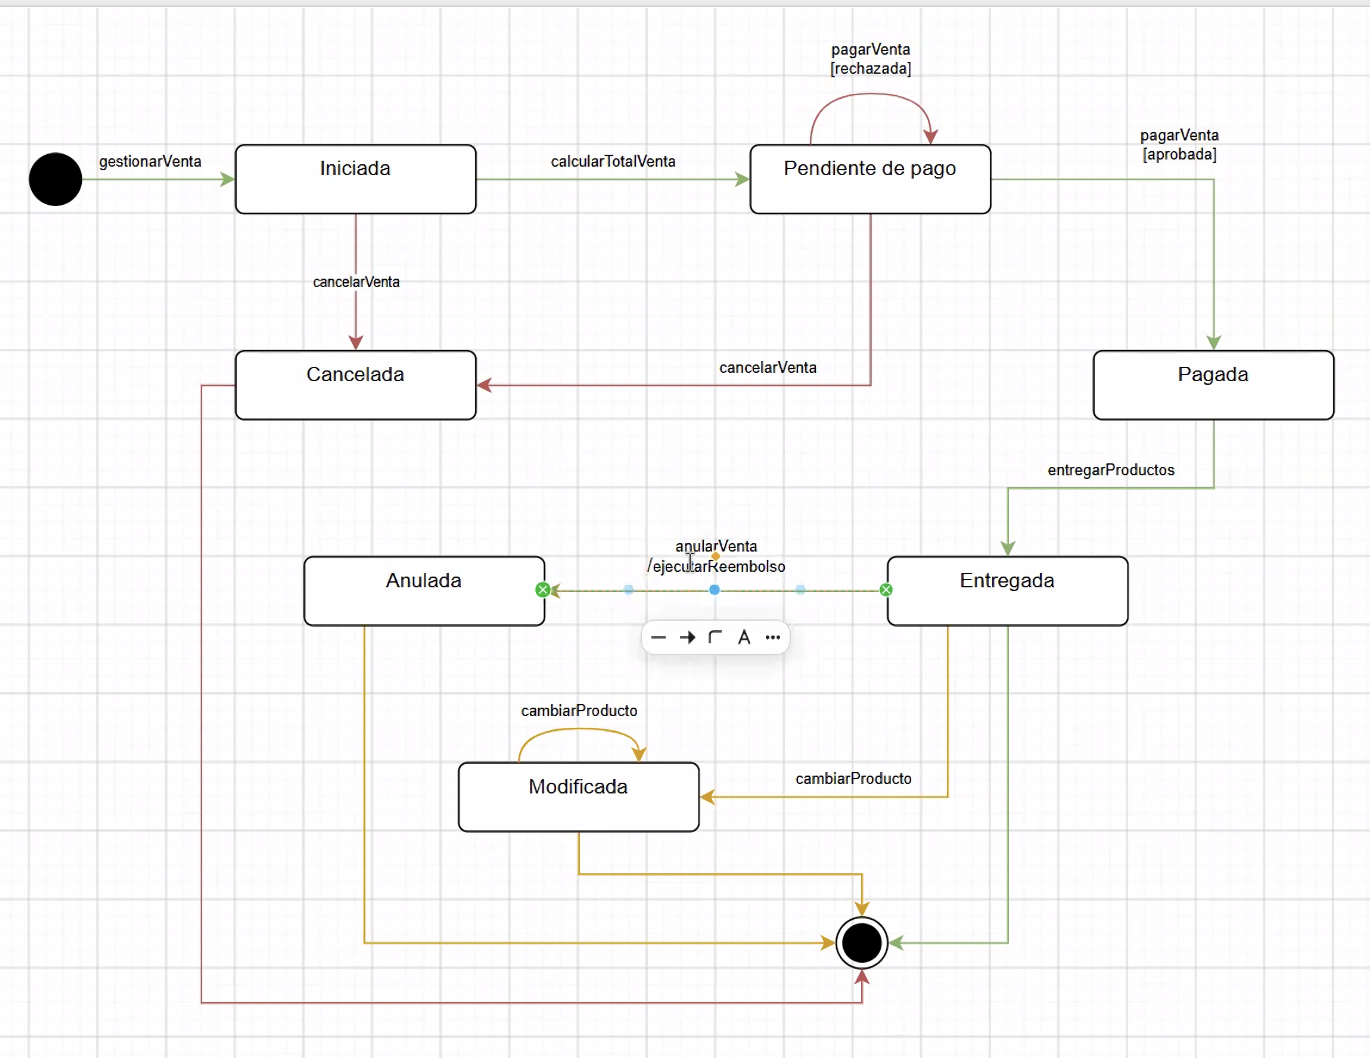 pagarVenta
[rechazada]
pagarVenta
[aprobada]
gestionarVenta
Iniciada
calcularTotalVenta
Pendiente de pago
cancelarVenta
cancelarVenta
Cancelada
Pagada
entregarProductos
anularVenta
/ejecutarReembolso
Anulada
Entregada
A
cambiarProducto
cambiarProducto
Modificada